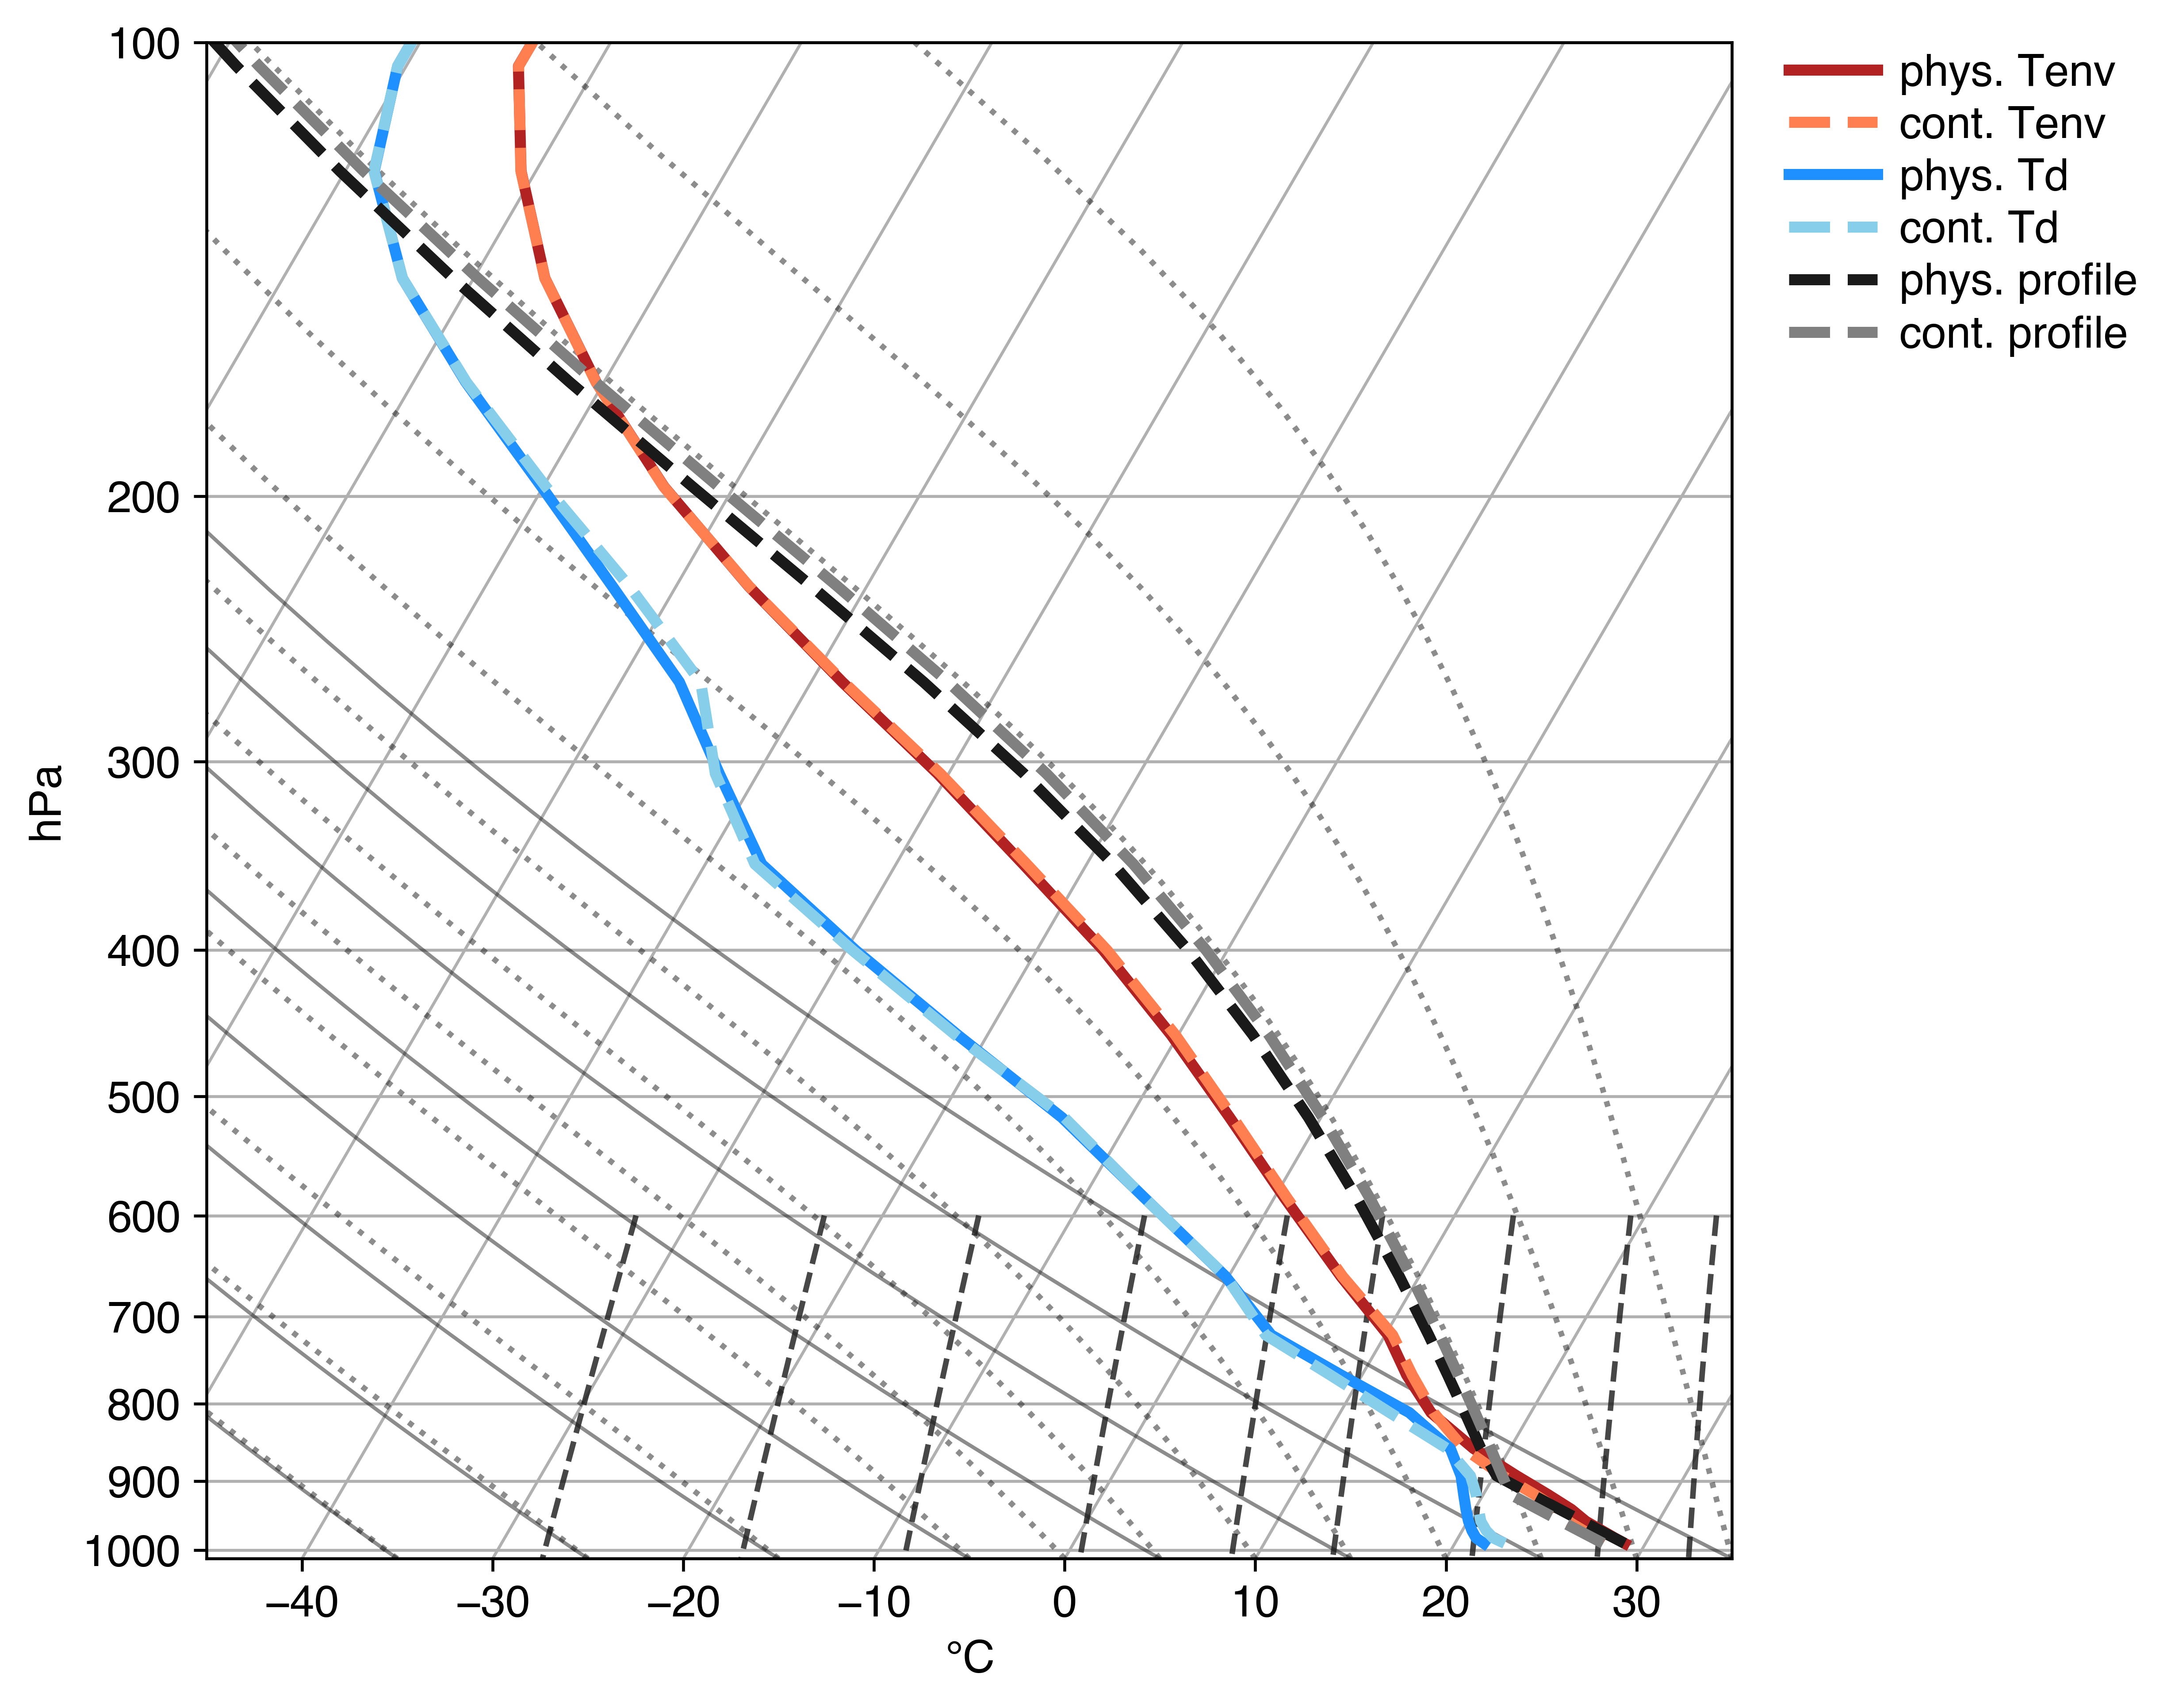 100
200
300
400
500
600
700
800
900
1000
hPa
−40 −30 −20 −10 0 10 20 30
°C
phys. Tenv
cont. Tenv
phys. Td
cont. Td
phys. profile
cont. profile